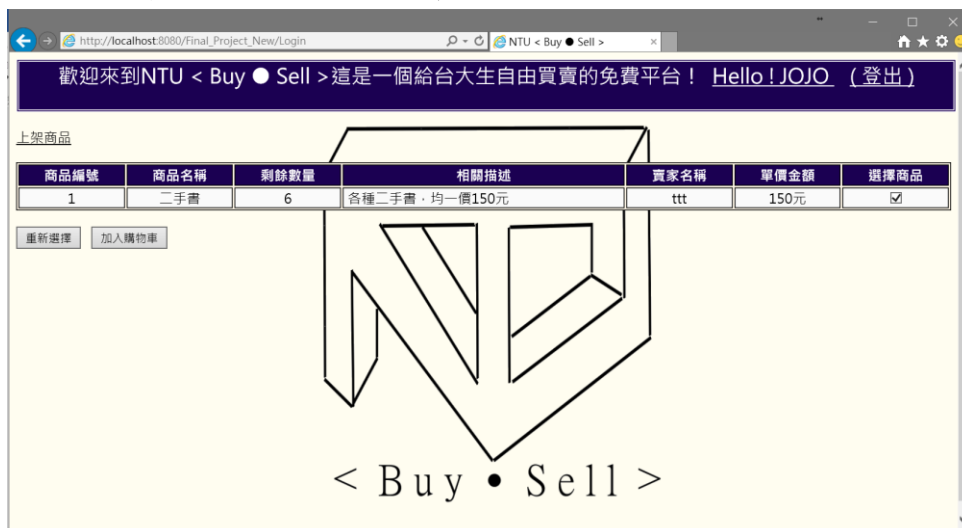 http://localhost:8080/Final_Project_New/Login
NTU < Buy ● Sell >
歡迎來到NTU < Buy ● Sell >這是一個給台大生自由買賣的免費平台！ Hello ! JOJO (登出)
上架商品
商品編號 商品名稱 剩餘數量 相關描述 賣家名稱 單價金額 選擇商品
1 二手書 6 各種二手書，均一價150元 ttt 150元
重新選擇 加入購物車
< Buy • Sell >